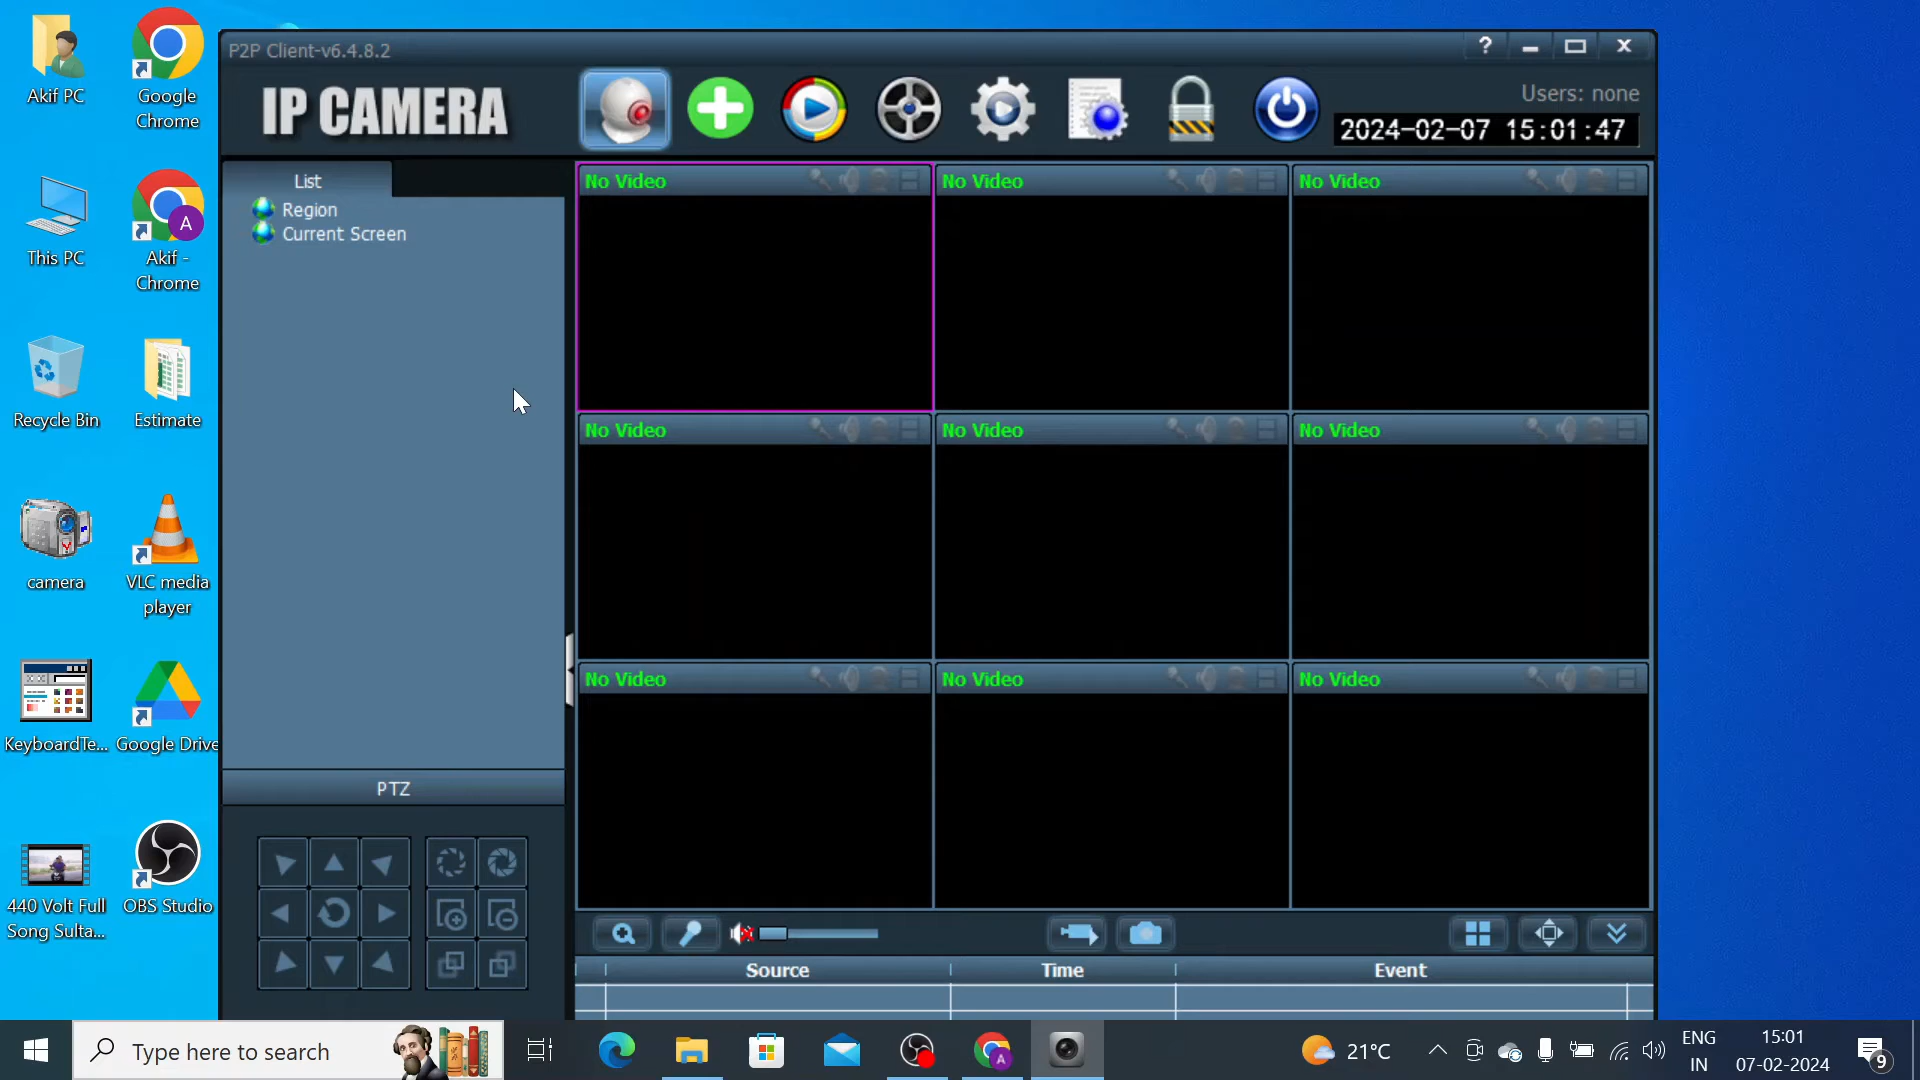 Akif PC
Google
Chrome
This PC
Akif -
Chrome
A
Recycle Bin
Estimate
camera
VLC media
player
KeyboardTe...
Google Drive
440 Volt Full
Song Sulta...
OBS Studio
P2P Client-v6.4.8.2
?
IP CAMERA
Users: none
2024-02-07 15:01:47
List
Region
Current Screen
No Video
No Video
No Video
No Video
No Video
No Video
No Video
No Video
No Video
PTZ
Source
Time
Event
Type here to search
A
21°C
ENG
IN
15:01
07-02-2024
9